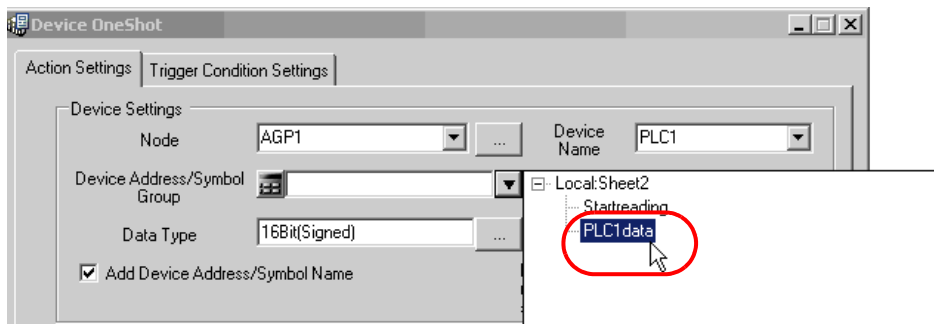 Device OneShot
Action Settings Trigger Condition Settings
Device Settings
Node AGP1 ... Device Name PLC1
Device Address/Symbol Group
Local:Sheet2
Startreading
PLC1data
Data Type 16Bit(Signed) ...
Add Device Address/Symbol Name